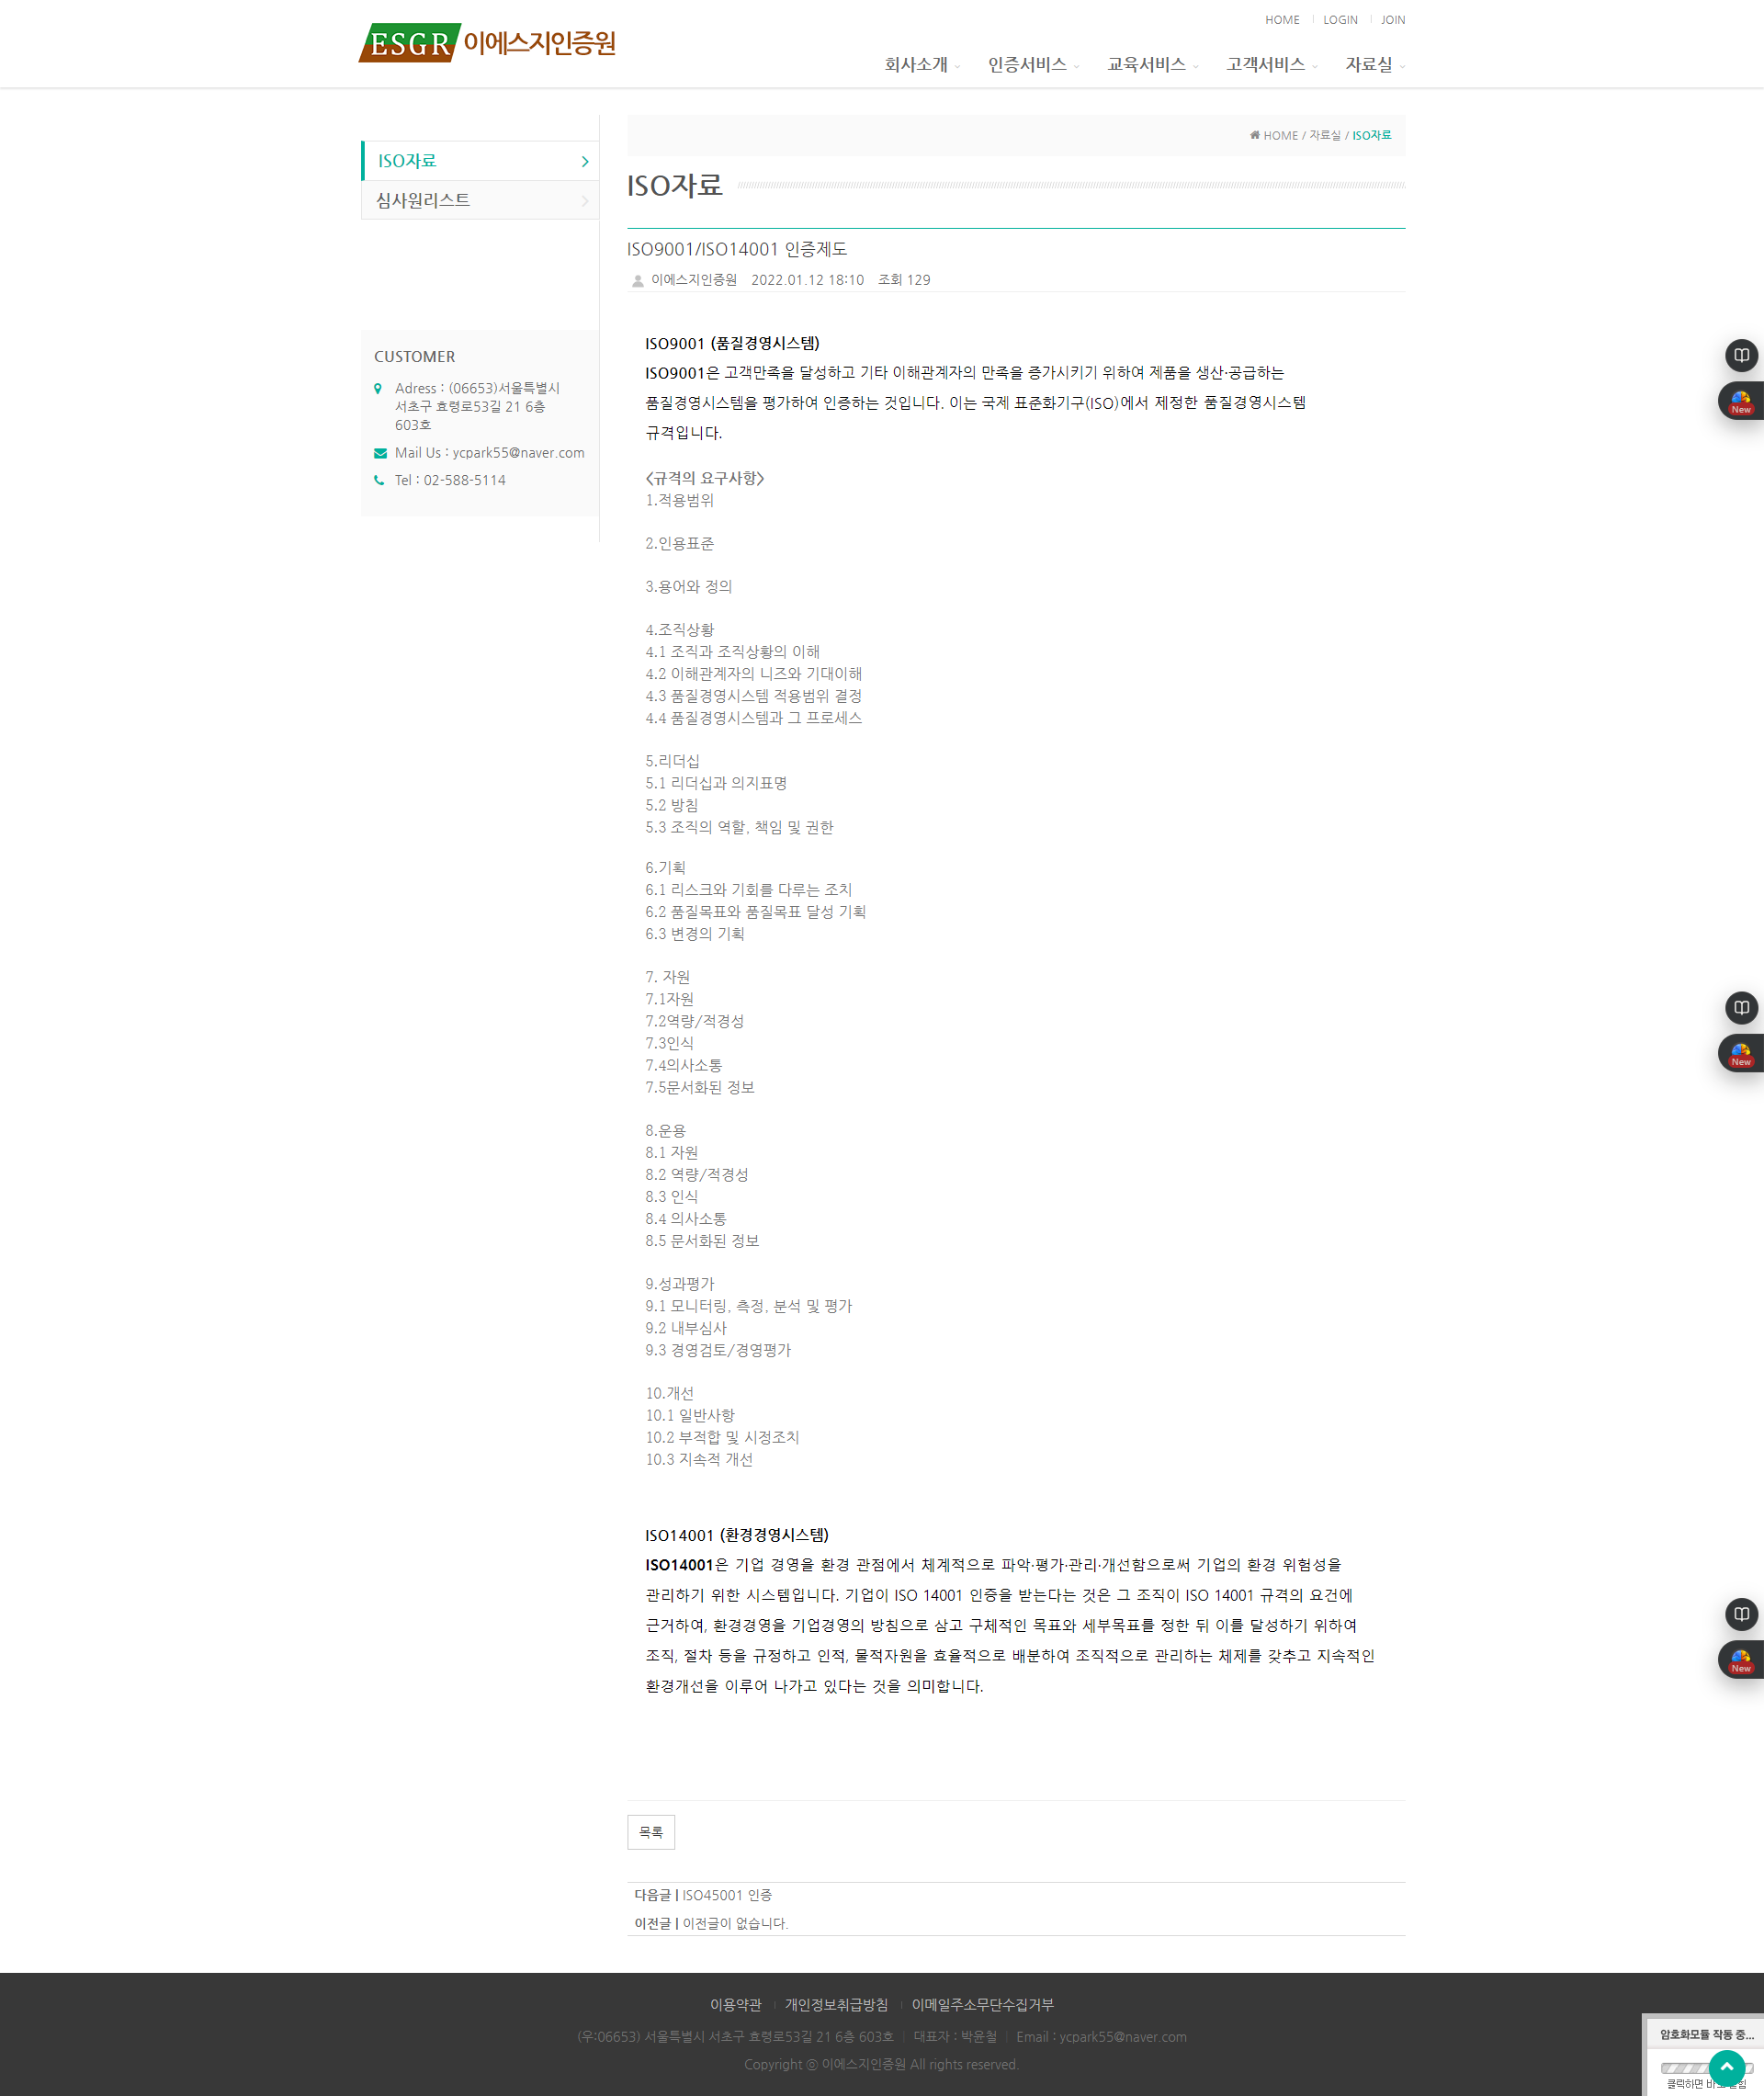 HOME
LOGIN
JOIN
ESGR 이에스지인증원
회사소개
인증서비스
교육서비스
고객서비스
자료실
ISO자료
심사원리스트
CUSTOMER
Adress : (06653)서울특별시
서초구 효령로53길 21 6층
603호
Mail Us : ycpark55@naver.com
Tel : 02-588-5114
HOME / 자료실 / ISO자료
ISO자료
ISO9001/ISO14001 인증제도
이에스지인증원 2022.01.12 18:10 조회 129
ISO9001 (품질경영시스템)
ISO9001은 고객만족을 달성하고 기타 이해관계자의 만족을 증가시키기 위하여 제품을 생산·공급하는
품질경영시스템을 평가하여 인증하는 것입니다. 이는 국제 표준화기구(ISO)에서 제정한 품질경영시스템
규격입니다.
<규격의 요구사항>
1.적용범위
2.인용표준
3.용어와 정의
4.조직상황
4.1 조직과 조직상황의 이해
4.2 이해관계자의 니즈와 기대이해
4.3 품질경영시스템 적용범위 결정
4.4 품질경영시스템과 그 프로세스
5.리더십
5.1 리더십과 의지표명
5.2 방침
5.3 조직의 역할, 책임 및 권한
6.기획
6.1 리스크와 기회를 다루는 조치
6.2 품질목표와 품질목표 달성 기획
6.3 변경의 기획
7. 자원
7.1자원
7.2역량/적경성
7.3인식
7.4의사소통
7.5문서화된 정보
8.운용
8.1 자원
8.2 역량/적경성
8.3 인식
8.4 의사소통
8.5 문서화된 정보
9.성과평가
9.1 모니터링, 측정, 분석 및 평가
9.2 내부심사
9.3 경영검토/경영평가
10.개선
10.1 일반사항
10.2 부적합 및 시정조치
10.3 지속적 개선
ISO14001 (환경경영시스템)
ISO14001은 기업 경영을 환경 관점에서 체계적으로 파악·평가·관리·개선함으로써 기업의 환경 위험성을
관리하기 위한 시스템입니다. 기업이 ISO 14001 인증을 받는다는 것은 그 조직이 ISO 14001 규격의 요건에
근거하여, 환경경영을 기업경영의 방침으로 삼고 구체적인 목표와 세부목표를 정한 뒤 이를 달성하기 위하여
조직, 절차 등을 규정하고 인적, 물적자원을 효율적으로 배분하여 조직적으로 관리하는 체제를 갖추고 지속적인
환경개선을 이루어 나가고 있다는 것을 의미합니다.
New
New
New
목록
다음글 | ISO45001 인증
이전글 | 이전글이 없습니다.
이용약관
개인정보취급방침
이메일주소무단수집거부
(우:06653) 서울특별시 서초구 효령로53길 21 6층 603호 | 대표자 : 박윤철 | Email : ycpark55@naver.com
Copyright ⓒ 이에스지인증원 All rights reserved.
암호화모듈 작동 중...
클릭하면